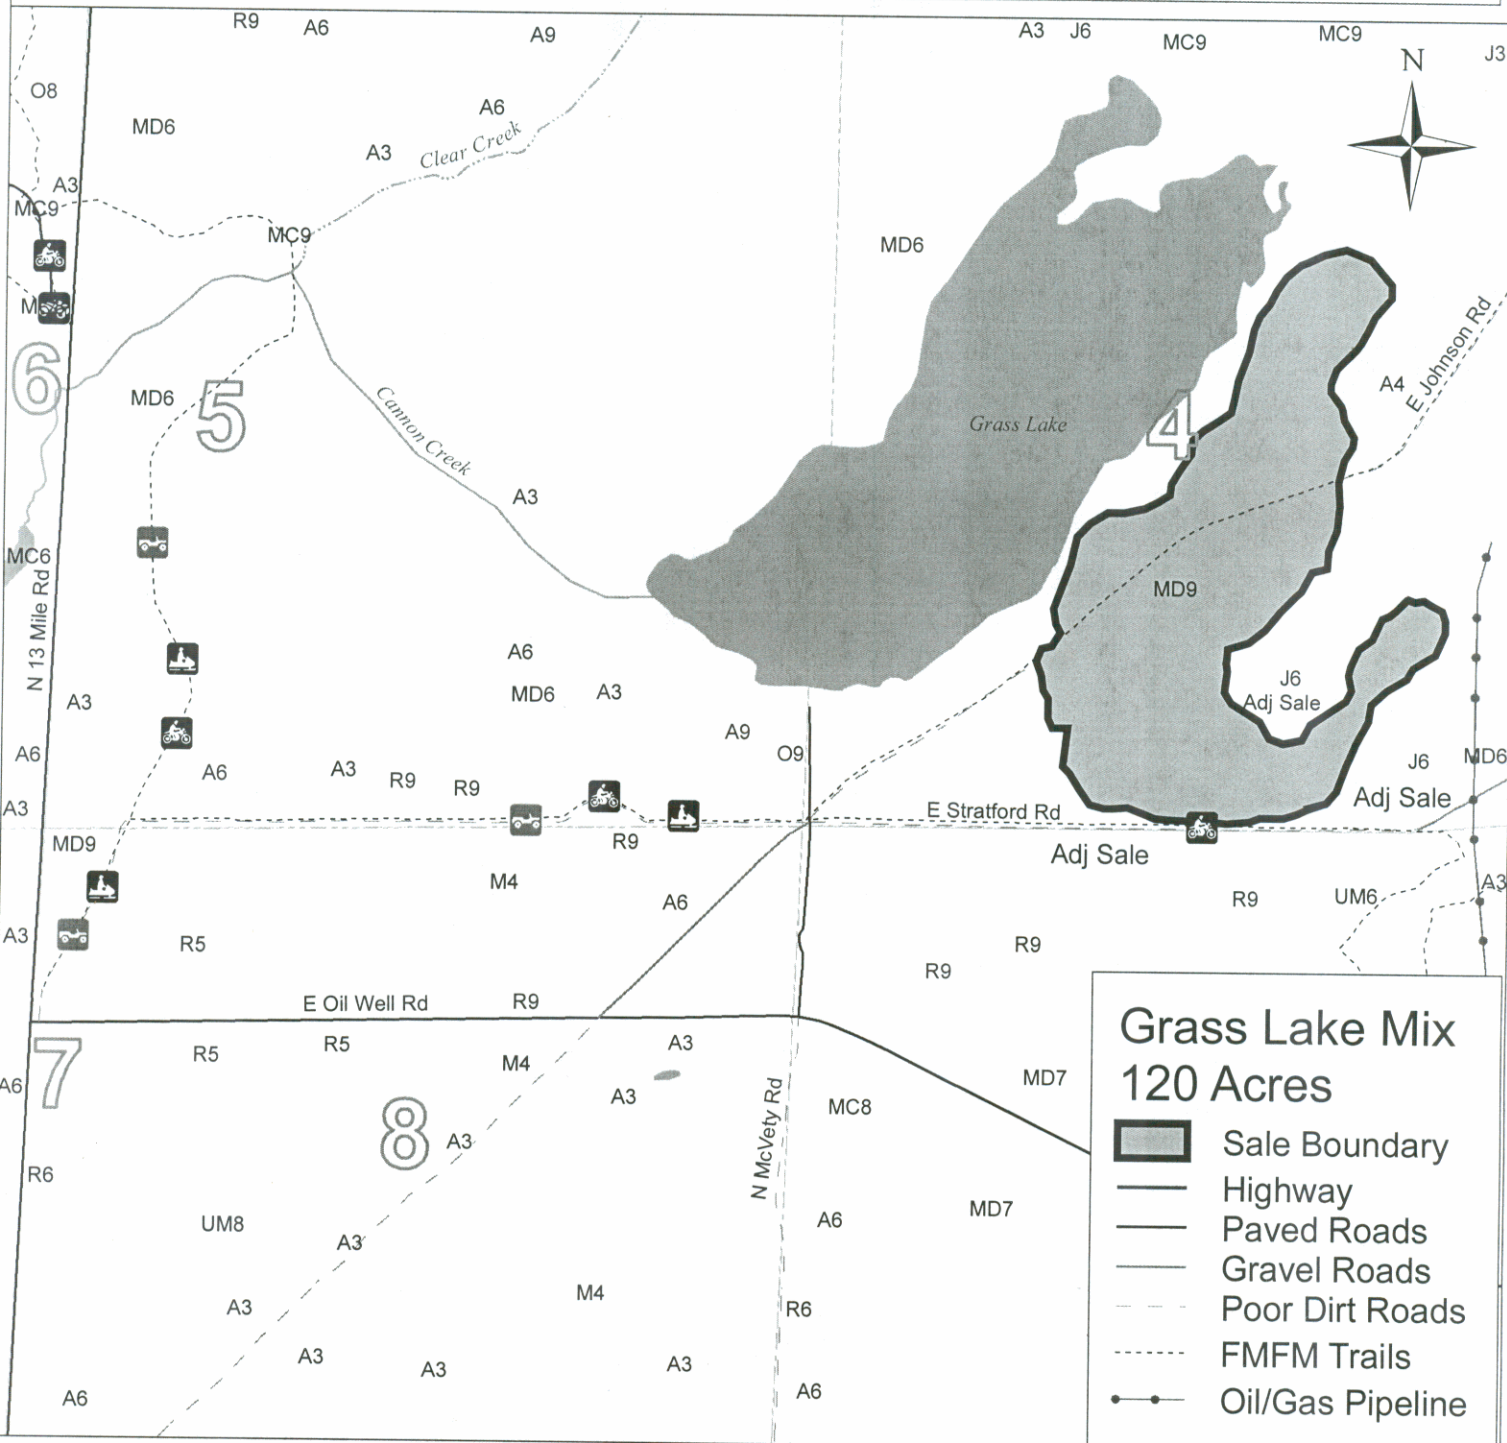 R9
A6
A9
A3
J6
MC9
MC9
J3
N
O8
MD6
A6
A3
Clear Creek
A3
MC9
MC9
MD6
6
5
MD6
Cannon Creek
A3
Grass Lake
4
A4
E Johnson Rd
MC6
N 13 Mile Rd
MD9
A6
MD6
A3
A3
J6
Adj Sale
A9
O9
A6
A6
A3
R9
R9
J6
MD6
Adj Sale
A3
E Stratford Rd
MD9
R9
Adj Sale
M4
A6
R9
UM6
A3
A3
R5
R9
R9
E Oil Well Rd
R9
7
R5
R5
M4
A3
A6
A3
MC8
MD7
8
A3
N McVety Rd
R6
UM8
A3
A6
MD7
A3
M4
R6
A3
A3
A3
A6
A6
Grass Lake Mix
120 Acres
Sale Boundary
Highway
Paved Roads
Gravel Roads
Poor Dirt Roads
FMFM Trails
Oil/Gas Pipeline